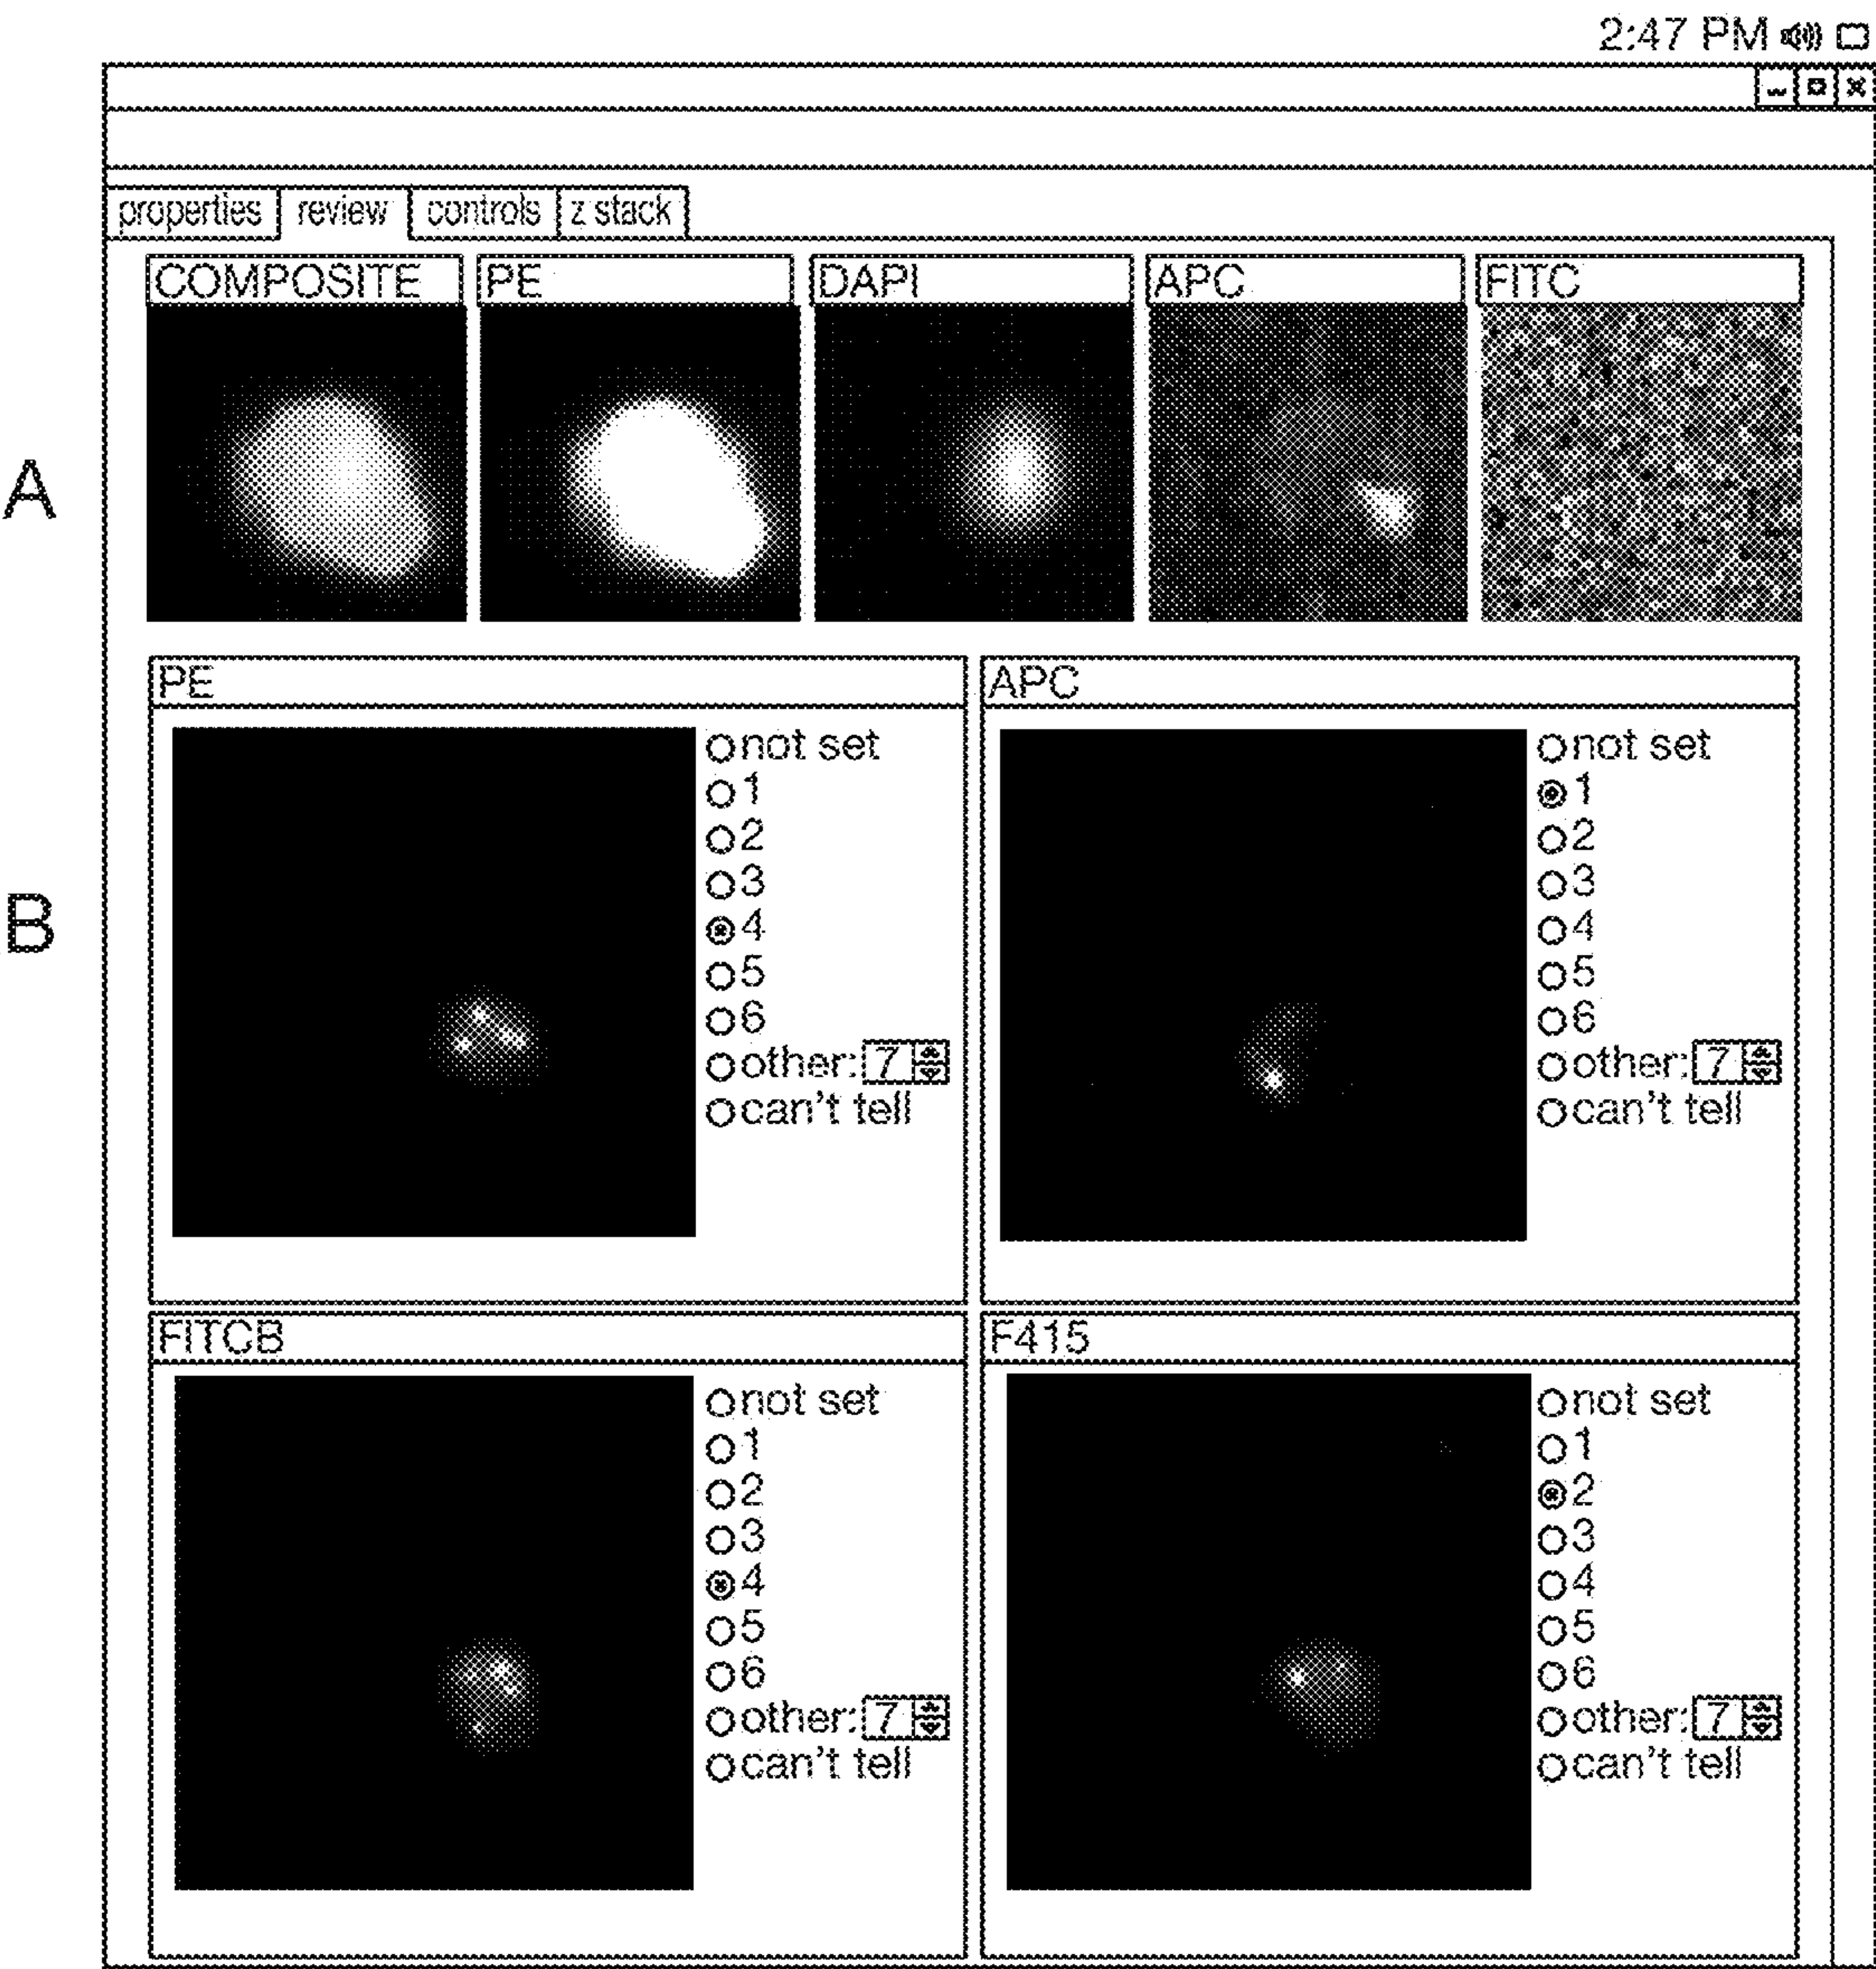 2:47 PM
properties review controls z stack
COMPOSITE PE DAPI APC FITC
A
PE APC
not set not set
1 1
2 2
3 3
B
4 4
5 5
6 6
other: 7 other: 7
can't tell can't tell
FITCB F415
not set not set
1 1
2 2
3 3
4 4
5 5
6 6
other: 7 other: 7
can't tell can't tell